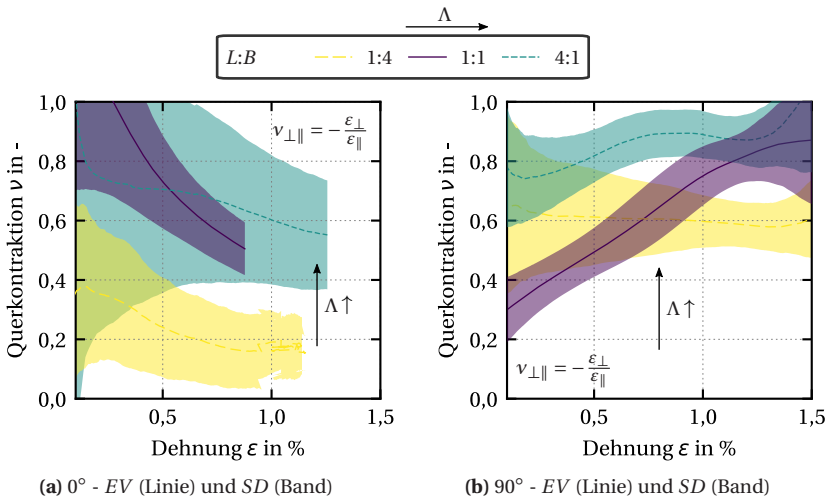 Λ
L:B 1:4 1:1 4:1
Querkontraktion ν in -
1,0
0,8
0,6
0,4
0,2
0,0
0,5 1,0 1,5
Dehnung ε in %
ν⊥∥ = − ε⊥/ε∥
Λ↑
(a) 0° - EV (Linie) und SD (Band)
Querkontraktion ν in -
1,0
0,8
0,6
0,4
0,2
0,0
0,5 1,0 1,5
Dehnung ε in %
Λ↑
ν⊥∥ = − ε⊥/ε∥
(b) 90° - EV (Linie) und SD (Band)